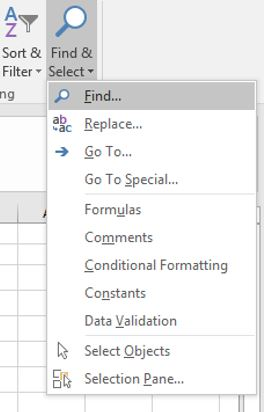 Sort & Find &
Filter Select
ng
Find...
Replace...
Go To...
Go To Special...
Formulas
Comments
Conditional Formatting
Constants
Data Validation
Select Objects
Selection Pane...